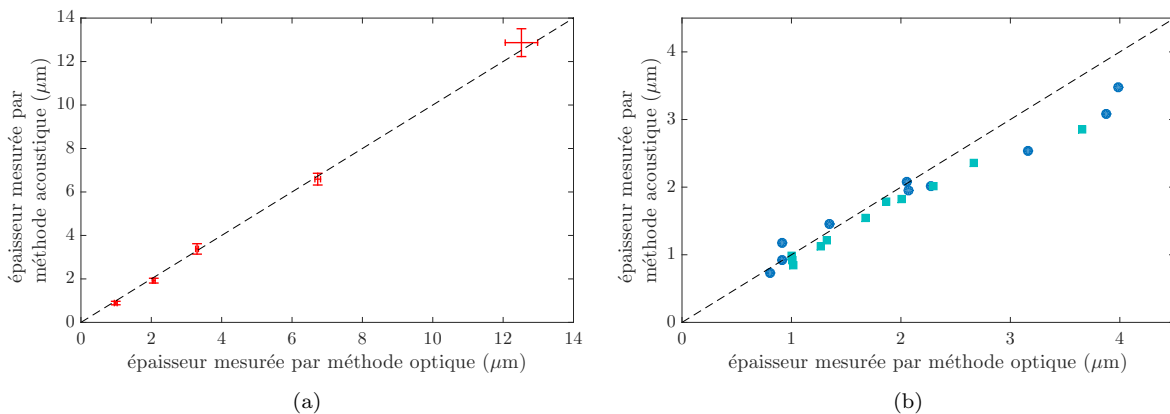 14
12
10
8
6
4
2
0
épaisseur mesurée par
méthode acoustique (μm)
0 2 4 6 8 10 12 14
épaisseur mesurée par méthode optique (μm)
(a)
4
3
2
1
0
épaisseur mesurée par
méthode acoustique (μm)
1 2 3 4
épaisseur mesurée par méthode optique (μm)
(b)